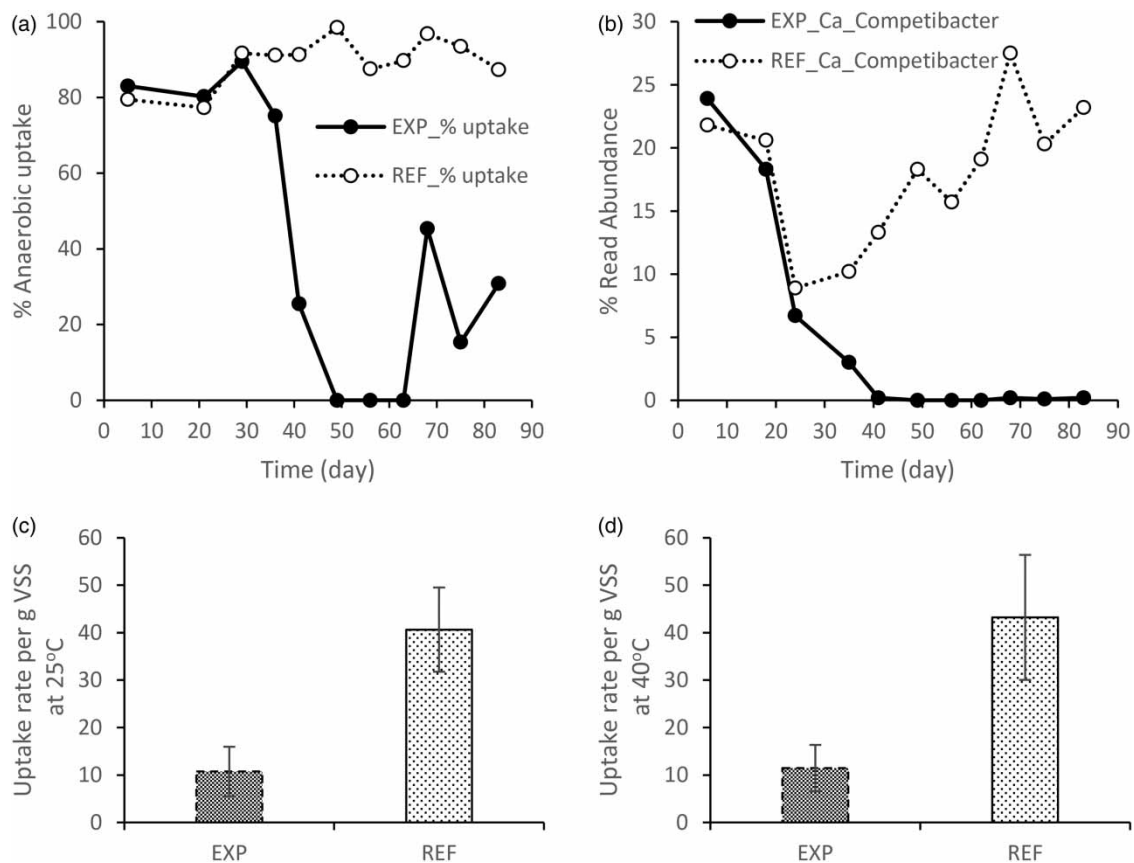 (a)
100
80
60
40
20
0
% Anaerobic uptake
EXP_% uptake
REF_% uptake
0 10 20 30 40 50 60 70 80 90
Time (day)
(b)
30
25
20
15
10
5
0
% Read Abundance
EXP_Ca_Competibacter
REF_Ca_Competibacter
0 10 20 30 40 50 60 70 80 90
Time (day)
(c)
60
50
40
30
20
10
0
Uptake rate per g VSS
at 25°C
EXP REF
(d)
60
50
40
30
20
10
0
Uptake rate per g VSS
at 40°C
EXP REF